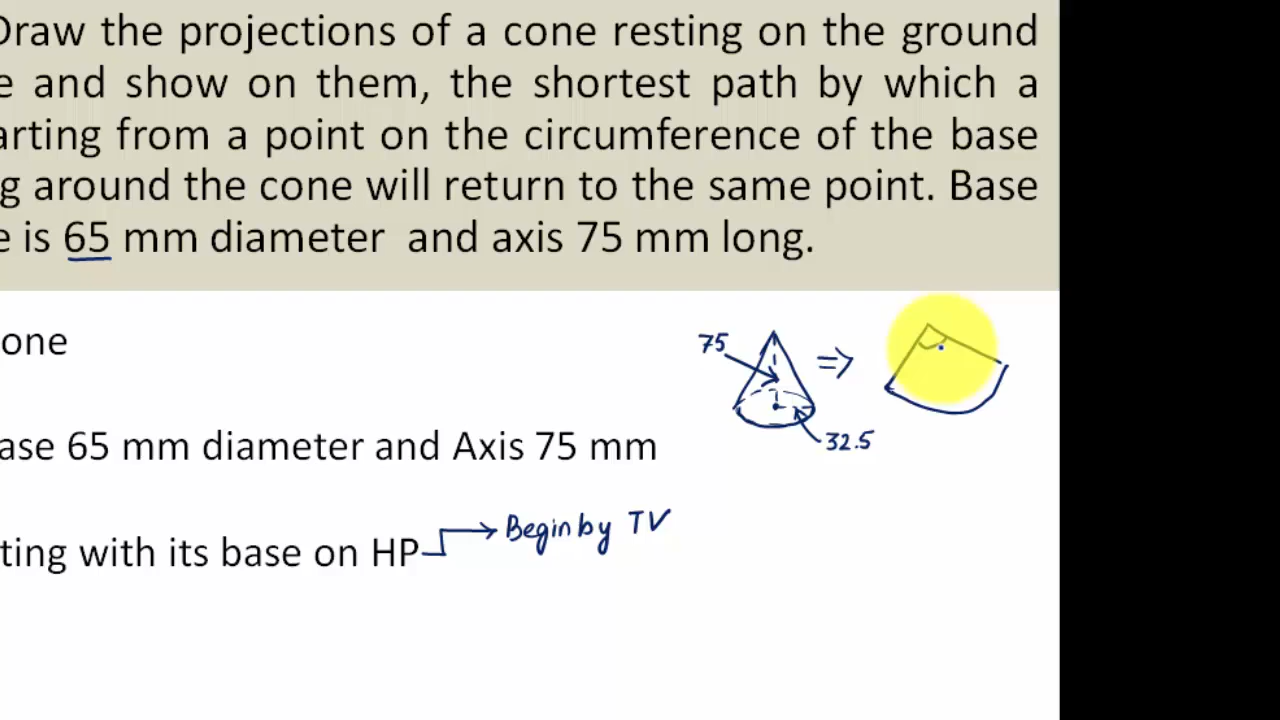 Draw the projections of a cone resting on the ground
e and show on them, the shortest path by which a
arting from a point on the circumference of the base
g around the cone will return to the same point. Base
e is 65 mm diameter and axis 75 mm long.
one
75
32.5
ase 65 mm diameter and Axis 75 mm
Begin by TV
ting with its base on HP